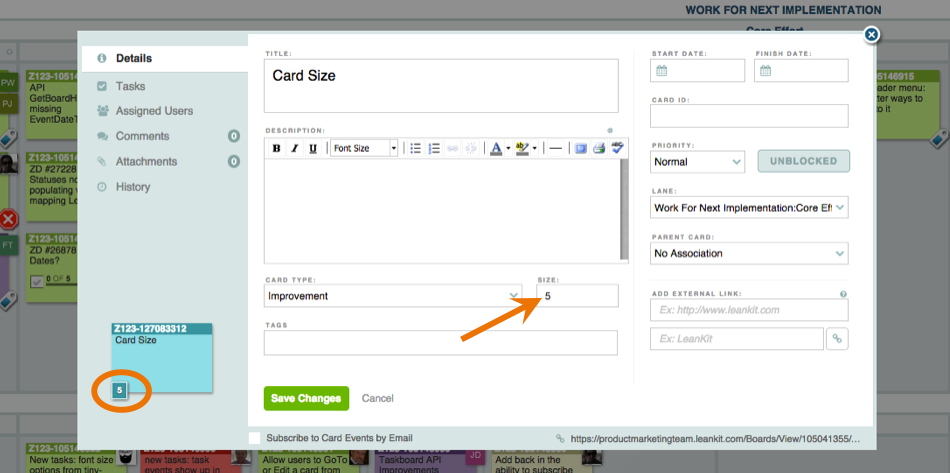 WORK FOR NEXT IMPLEMENTATION
Core Effort
Details
Tasks
Assigned Users
Comments 0
Attachments 0
History
TITLE:
Card Size
DESCRIPTION:
B I U Font Size A ab ABC
CARD TYPE:
Improvement
SIZE:
5
TAGS
Save Changes
Cancel
Subscribe to Card Events by Email
https://productmarketingteam.leankit.com/Boards/View/105041355/...
START DATE:
FINISH DATE:
CARD ID:
PRIORITY:
Normal
UNBLOCKED
LANE:
Work For Next Implementation:Core Ef
PARENT CARD:
No Association
ADD EXTERNAL LINK:
Ex: http://www.leankit.com
Ex: LeanKit
Z123-127083312
Card Size
5
PW
PJ
FT
Z123-10514
API
GetBoardH
missing
EventDateT
Z123-10514
ZD #27228
Statuses no
populating
mapping Le
Z123-10514
ZD #26878
Dates?
0 OF 5
46915
ader menu:
ter ways to
to it
Z123-1051
New tasks: font size
options from tiny-
new tasks: task
events show up in
Allow users to GoTo
or Edit a card from
Taskboard API
Improvements
JD
Add back in the
ability to subscribe